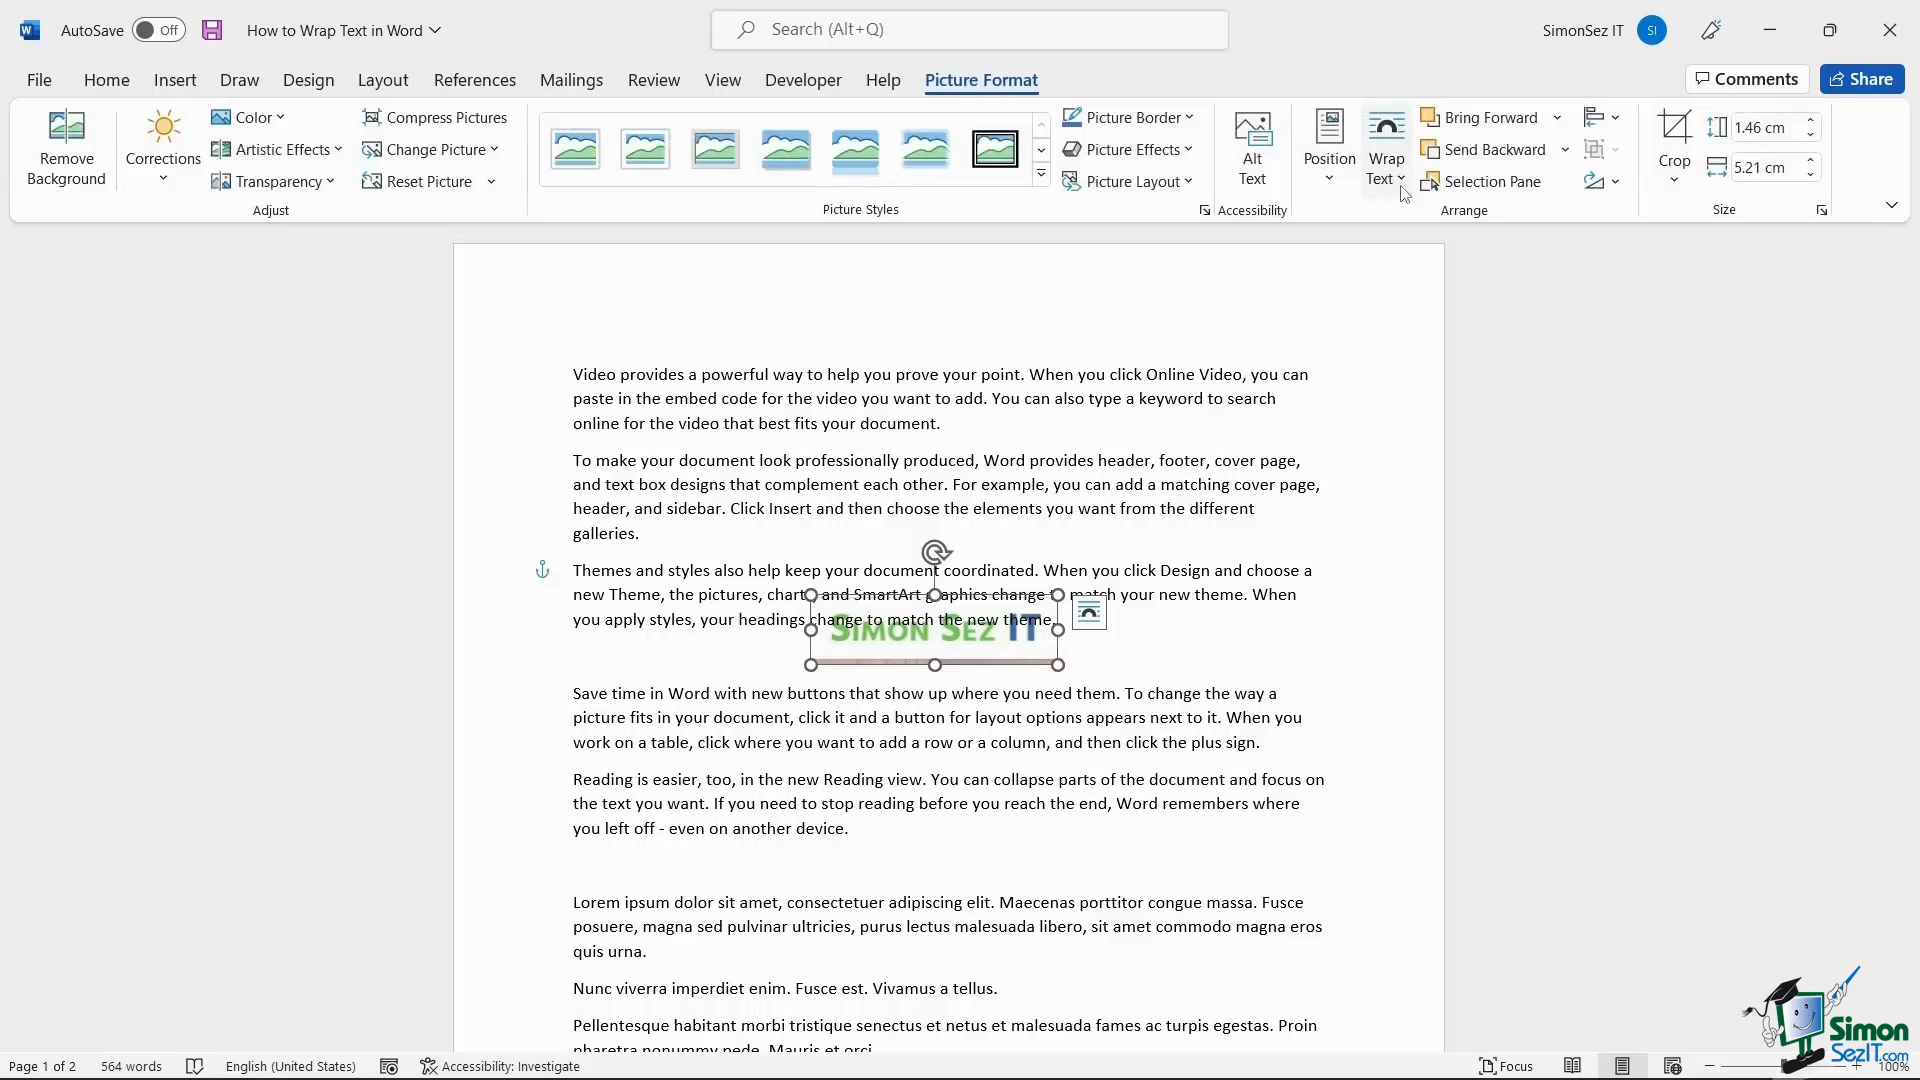 AutoSave Off How to Wrap Text in Word Search (Alt+Q) SimonSez IT SI
File Home Insert Draw Design Layout References Mailings Review View Developer Help Picture Format Comments Share
Remove Background
Corrections
Color
Artistic Effects
Transparency
Compress Pictures
Change Picture
Reset Picture
Adjust
Picture Styles
Picture Border
Picture Effects
Picture Layout
Alt Text
Accessibility
Position
Wrap Text
Bring Forward
Send Backward
Selection Pane
Arrange
Crop
1.46 cm
5.21 cm
Size
Video provides a powerful way to help you prove your point. When you click Online Video, you can
paste in the embed code for the video you want to add. You can also type a keyword to search
online for the video that best fits your document.
To make your document look professionally produced, Word provides header, footer, cover page,
and text box designs that complement each other. For example, you can add a matching cover page,
header, and sidebar. Click Insert and then choose the elements you want from the different
galleries.
Themes and styles also help keep your document coordinated. When you click Design and choose a
new Theme, the pictures, charts, and SmartArt graphics change to match your new theme. When
you apply styles, your headings change to match the new theme.
Simon Sez IT
Save time in Word with new buttons that show up where you need them. To change the way a
picture fits in your document, click it and a button for layout options appears next to it. When you
work on a table, click where you want to add a row or a column, and then click the plus sign.
Reading is easier, too, in the new Reading view. You can collapse parts of the document and focus on
the text you want. If you need to stop reading before you reach the end, Word remembers where
you left off - even on another device.
Lorem ipsum dolor sit amet, consectetuer adipiscing elit. Maecenas porttitor congue massa. Fusce
posuere, magna sed pulvinar ultricies, purus lectus malesuada libero, sit amet commodo magna eros
quis urna.
Nunc viverra imperdiet enim. Fusce est. Vivamus a tellus.
Pellentesque habitant morbi tristique senectus et netus et malesuada fames ac turpis egestas. Proin
pharetra nonummy pede. Mauris et orci.
Simon
SezIT.com
Page 1 of 2 564 words English (United States) Accessibility: Investigate Focus 100%